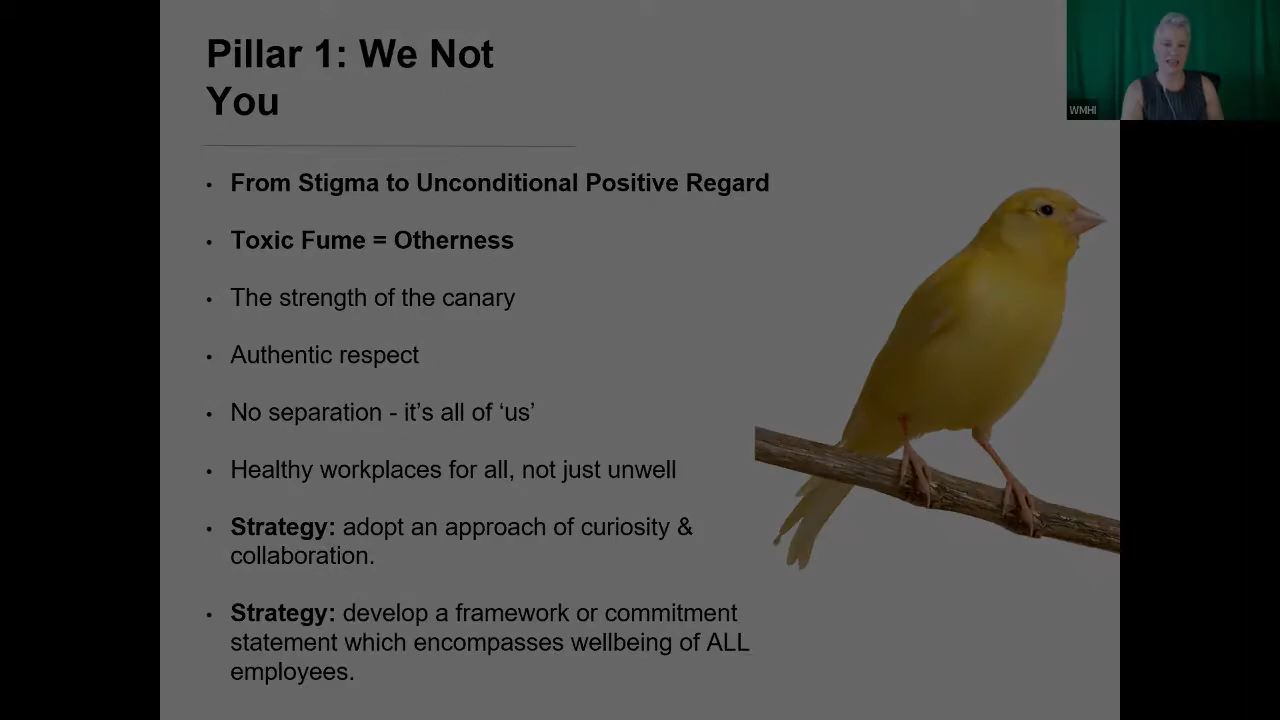 Pillar 1: We Not
You
WMHI
• From Stigma to Unconditional Positive Regard
• Toxic Fume = Otherness
• The strength of the canary
• Authentic respect
• No separation - it’s all of ‘us’
• Healthy workplaces for all, not just unwell
• Strategy: adopt an approach of curiosity &
collaboration.
• Strategy: develop a framework or commitment
statement which encompasses wellbeing of ALL
employees.